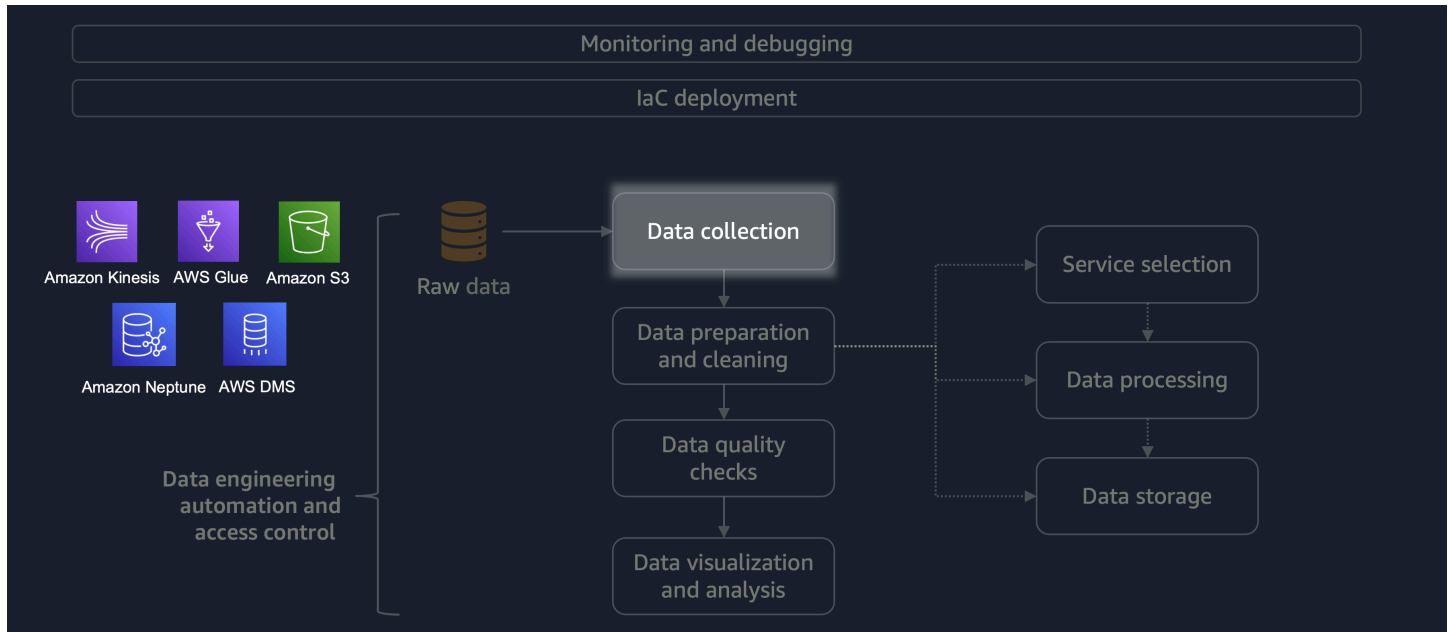 Monitoring and debugging
IaC deployment
Amazon Kinesis
AWS Glue
Amazon S3
Amazon Neptune
AWS DMS
Data engineering
automation and
access control
Raw data
Data collection
Data preparation
and cleaning
Data quality
checks
Data visualization
and analysis
Service selection
Data processing
Data storage